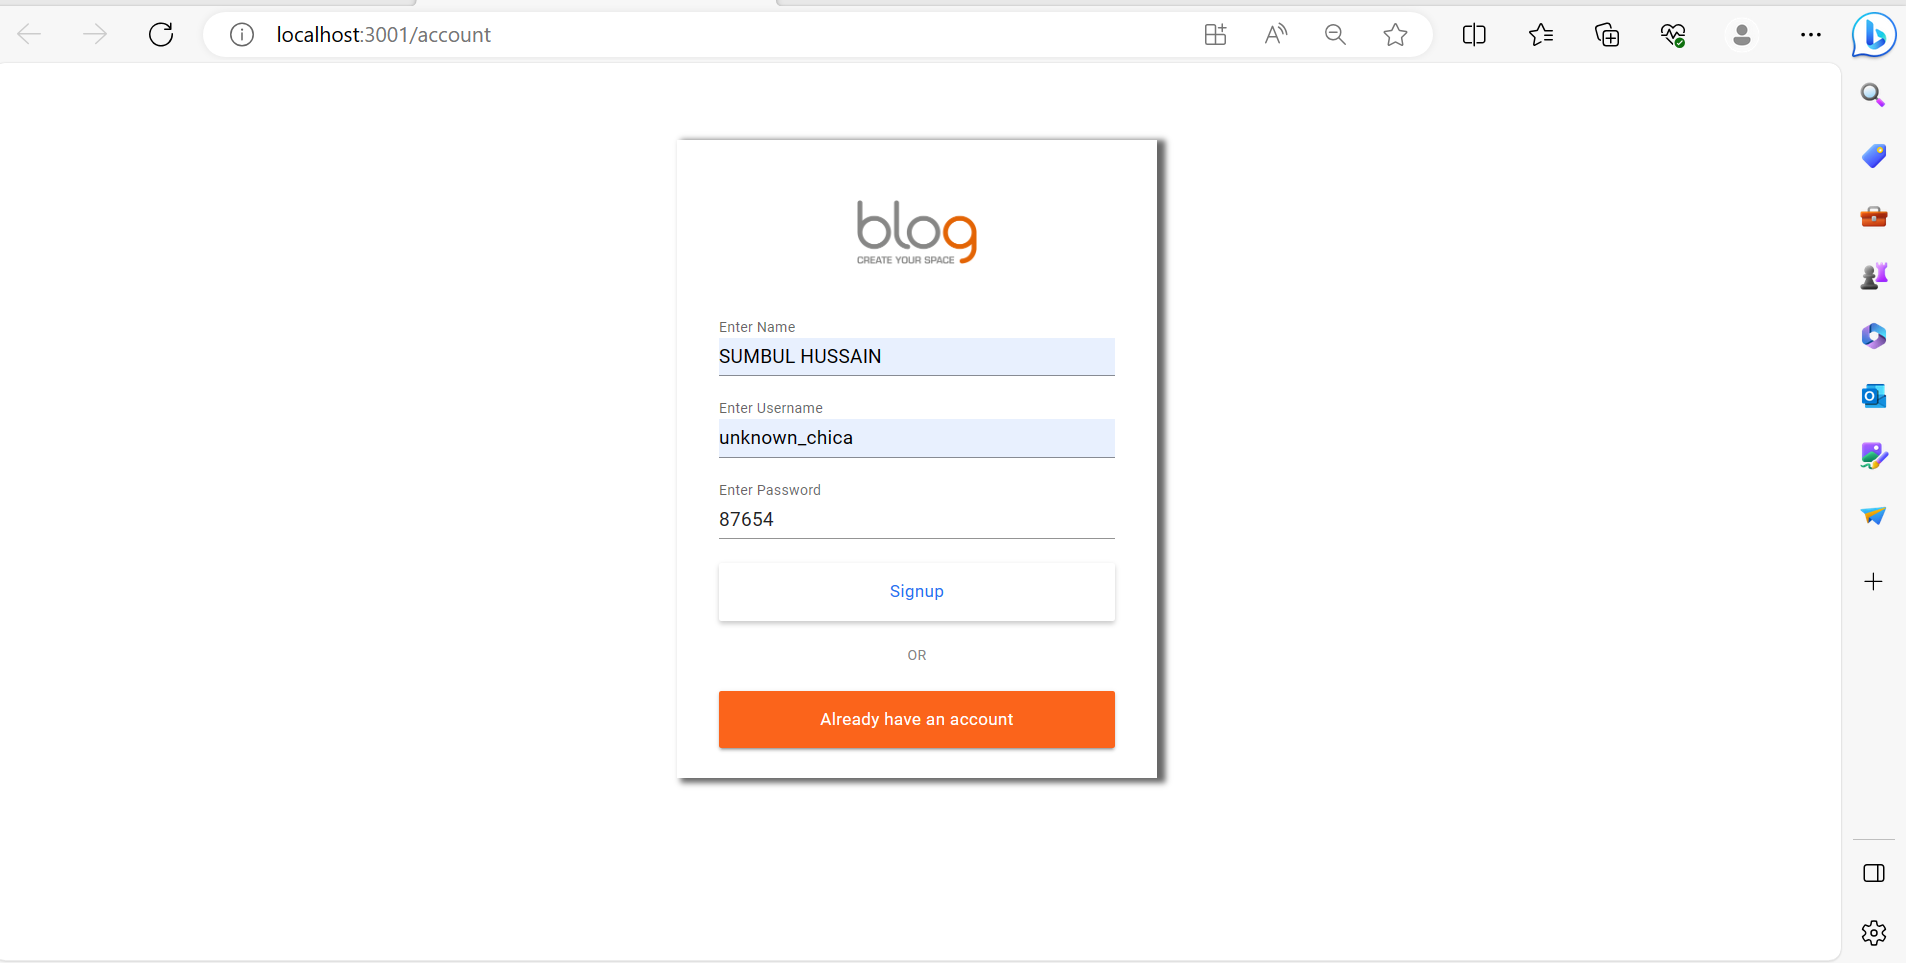 localhost:3001/account
blog
CREATE YOUR SPACE
Enter Name
SUMBUL HUSSAIN
Enter Username
unknown_chica
Enter Password
87654
Signup
OR
Already have an account